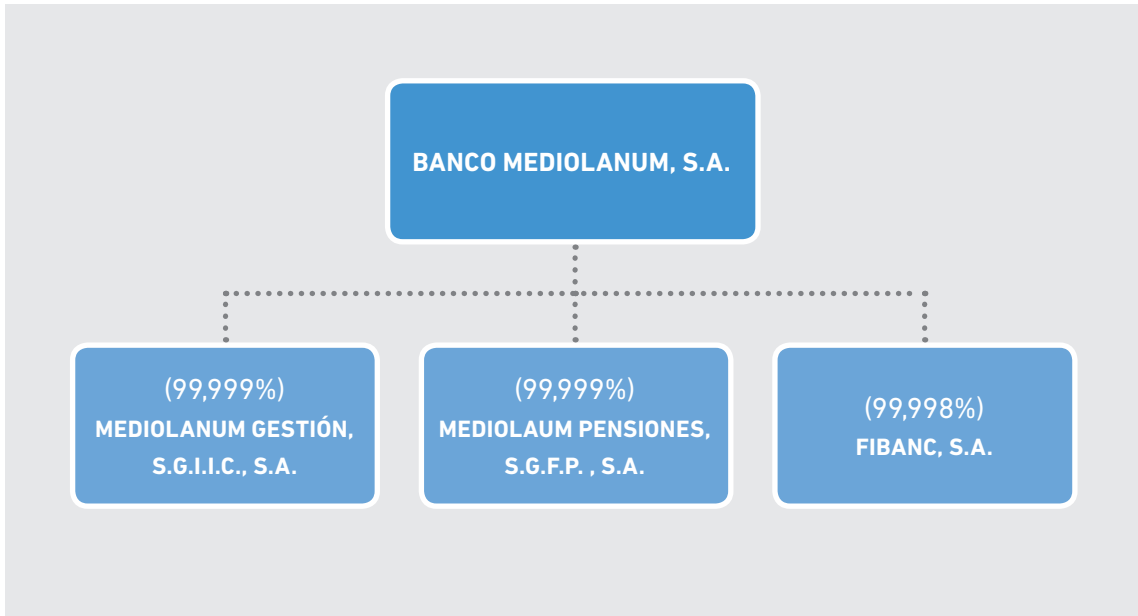 BANCO MEDIOLANUM, S.A.
(99,999%)
MEDIOLANUM GESTIÓN,
S.G.I.I.C., S.A.
(99,999%)
MEDIOLAUM PENSIONES,
S.G.F.P. , S.A.
(99,998%)
FIBANC, S.A.